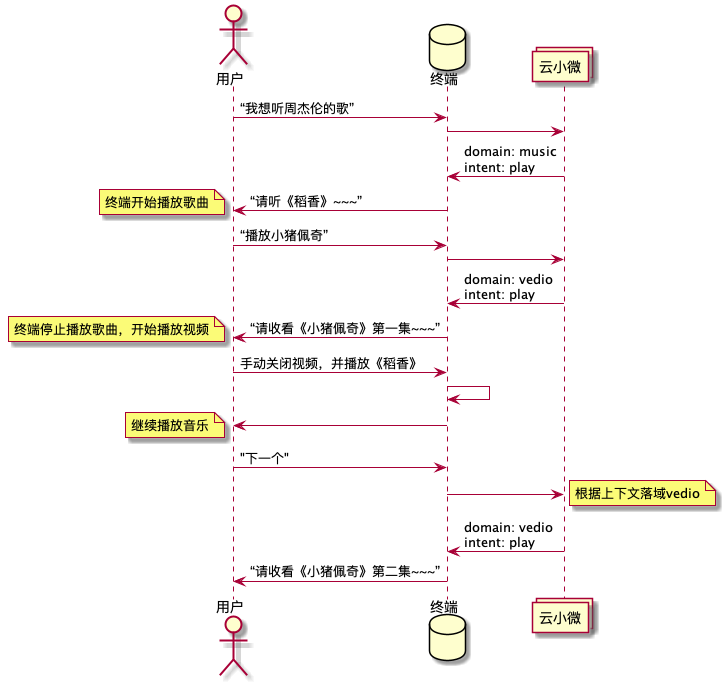 用户
终端
云小微
“我想听周杰伦的歌”
domain: music
intent: play
终端开始播放歌曲
“请听《稻香》~~~”
“播放小猪佩奇”
domain: vedio
intent: play
终端停止播放歌曲，开始播放视频
“请收看《小猪佩奇》第一集~~~”
手动关闭视频，并播放《稻香》
继续播放音乐
"下一个"
根据上下文落域vedio
domain: vedio
intent: play
“请收看《小猪佩奇》第二集~~~”
用户
终端
云小微